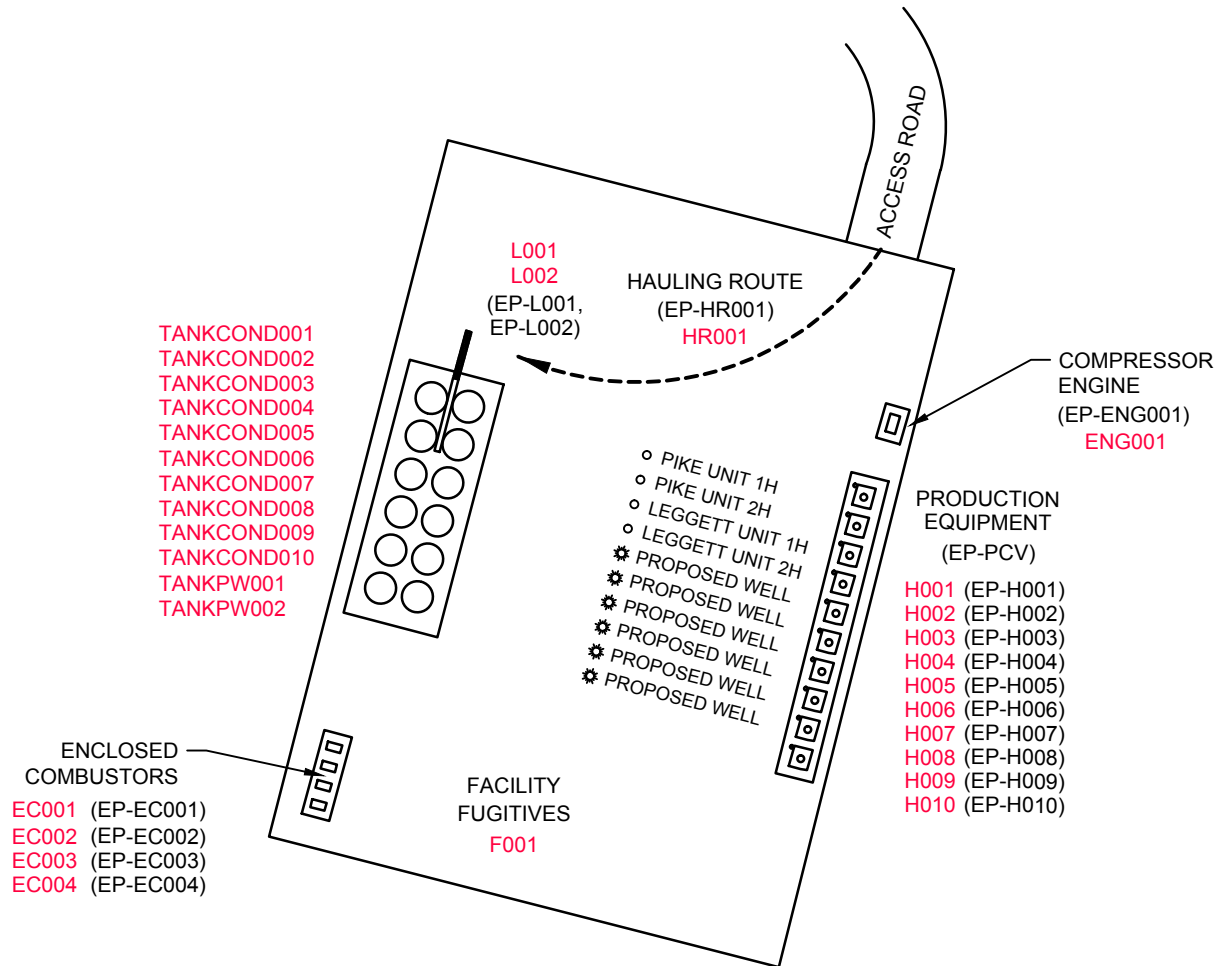 ACCESS ROAD
L001
L002
(EP-L001,
EP-L002)
HAULING ROUTE
(EP-HR001)
HR001
TANKCOND001
TANKCOND002
TANKCOND003
TANKCOND004
TANKCOND005
TANKCOND006
TANKCOND007
TANKCOND008
TANKCOND009
TANKCOND010
TANKPW001
TANKPW002
COMPRESSOR
ENGINE
(EP-ENG001)
ENG001
PIKE UNIT 1H
PIKE UNIT 2H
LEGGETT UNIT 1H
LEGGETT UNIT 2H
PROPOSED WELL
PROPOSED WELL
PROPOSED WELL
PROPOSED WELL
PROPOSED WELL
PROPOSED WELL
PRODUCTION
EQUIPMENT
(EP-PCV)
H001 (EP-H001)
H002 (EP-H002)
H003 (EP-H003)
H004 (EP-H004)
H005 (EP-H005)
H006 (EP-H006)
H007 (EP-H007)
H008 (EP-H008)
H009 (EP-H009)
H010 (EP-H010)
ENCLOSED
COMBUSTORS
EC001 (EP-EC001)
EC002 (EP-EC002)
EC003 (EP-EC003)
EC004 (EP-EC004)
FACILITY
FUGITIVES
F001